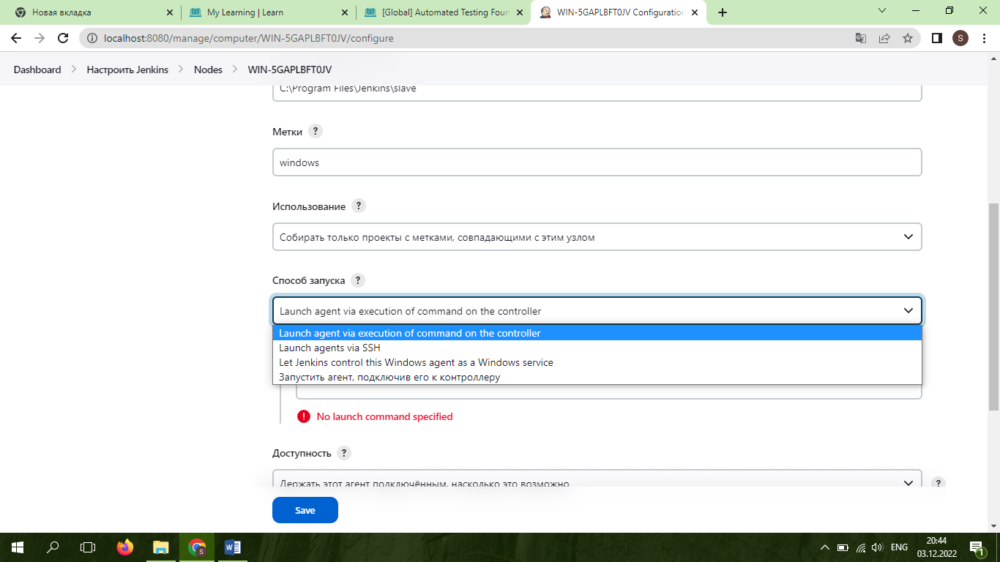 Новая вкладка
My Learning | Learn
[Global] Automated Testing Foun
WIN-5GAPLBFT0JV Configuration
localhost:8080/manage/computer/WIN-5GAPLBFT0JV/configure
S
Dashboard > Настроить Jenkins > Nodes > WIN-5GAPLBFT0JV
C:\Program Files\Jenkins\slave
Метки ?
windows
Использование ?
Собирать только проекты с метками, совпадающими с этим узлом
Способ запуска ?
Launch agent via execution of command on the controller
Launch agent via execution of command on the controller
Launch agents via SSH
Let Jenkins control this Windows agent as a Windows service
Запустить агент, подключив его к контроллеру
! No launch command specified
Доступность ?
Держать этот агент подключённым, насколько это возможно ?
Save
ENG
20:44
03.12.2022
1